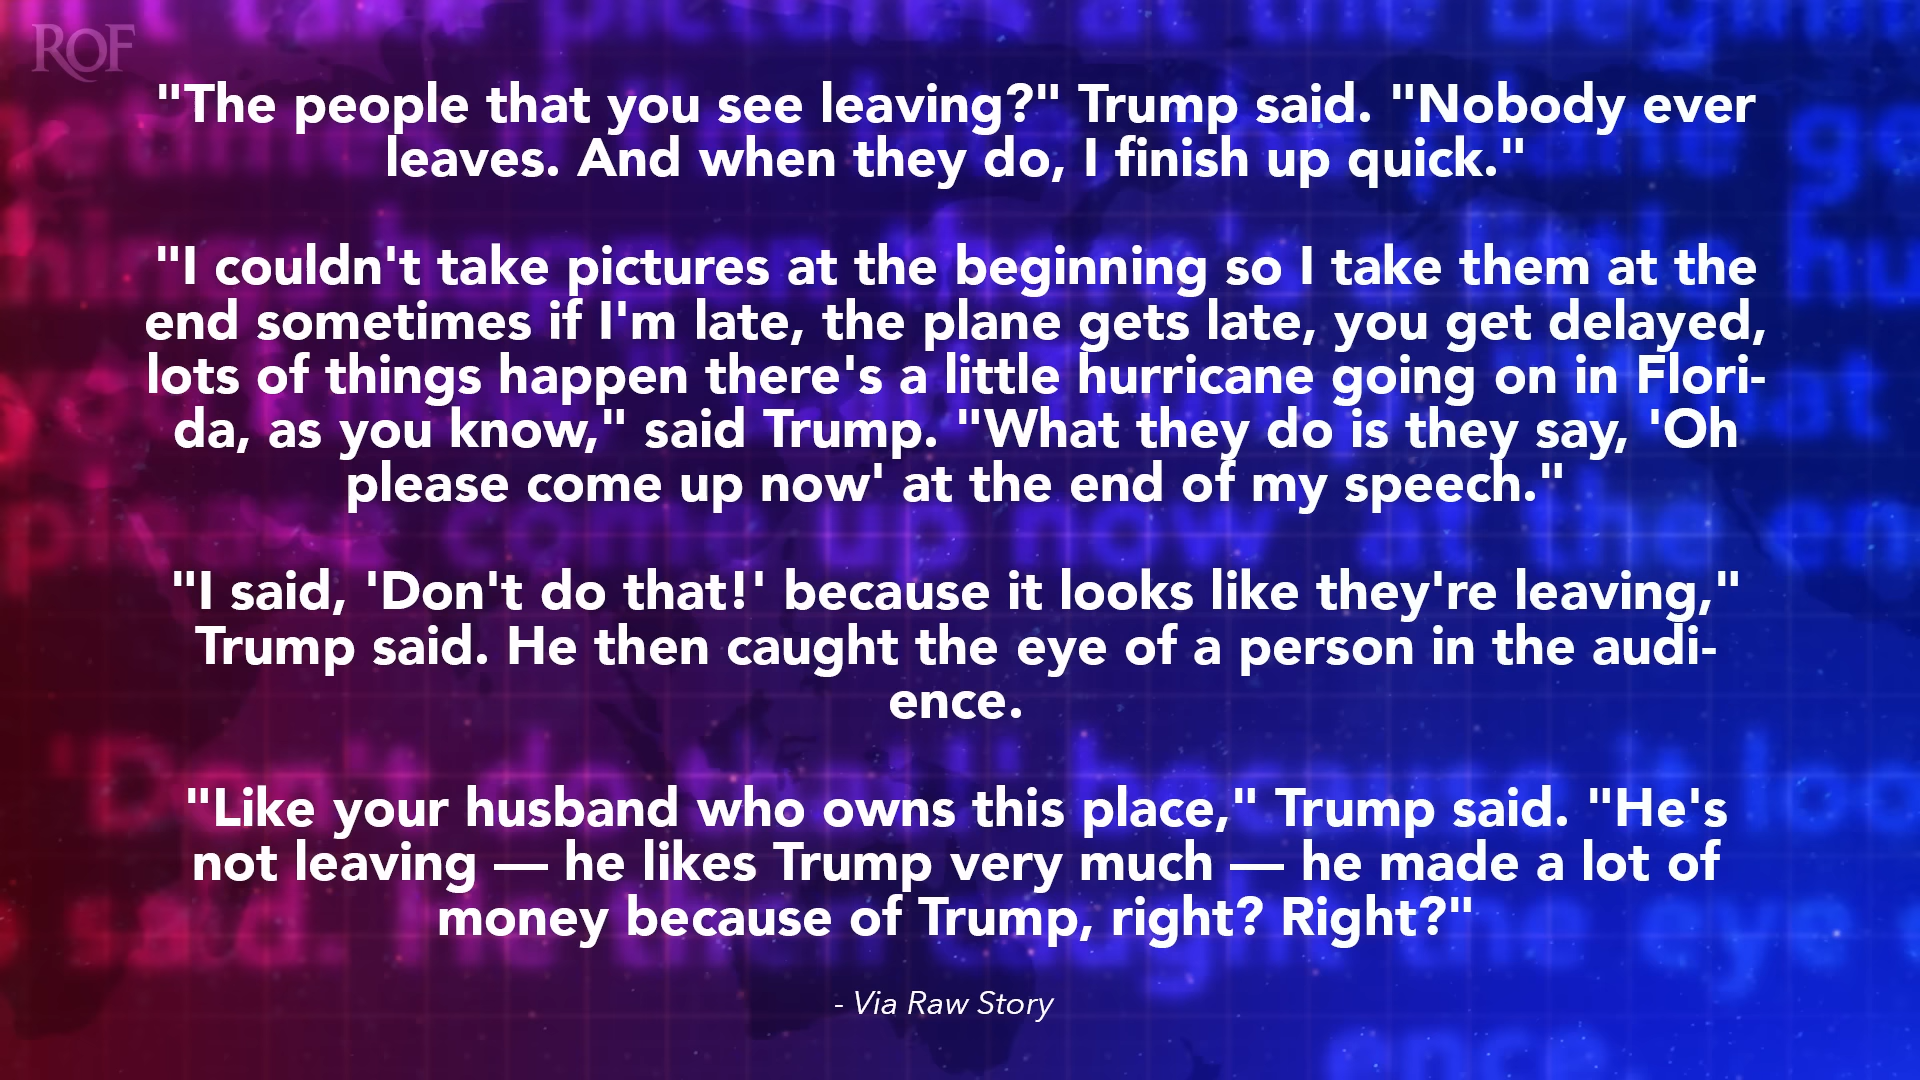 ROF
"The people that you see leaving?" Trump said. "Nobody ever
leaves. And when they do, I finish up quick."
"I couldn't take pictures at the beginning so I take them at the
end sometimes if I'm late, the plane gets late, you get delayed,
lots of things happen there's a little hurricane going on in Flori-
da, as you know," said Trump. "What they do is they say, 'Oh
please come up now' at the end of my speech."
"I said, 'Don't do that!' because it looks like they're leaving,"
Trump said. He then caught the eye of a person in the audi-
ence.
"Like your husband who owns this place," Trump said. "He's
not leaving — he likes Trump very much — he made a lot of
money because of Trump, right? Right?"
- Via Raw Story